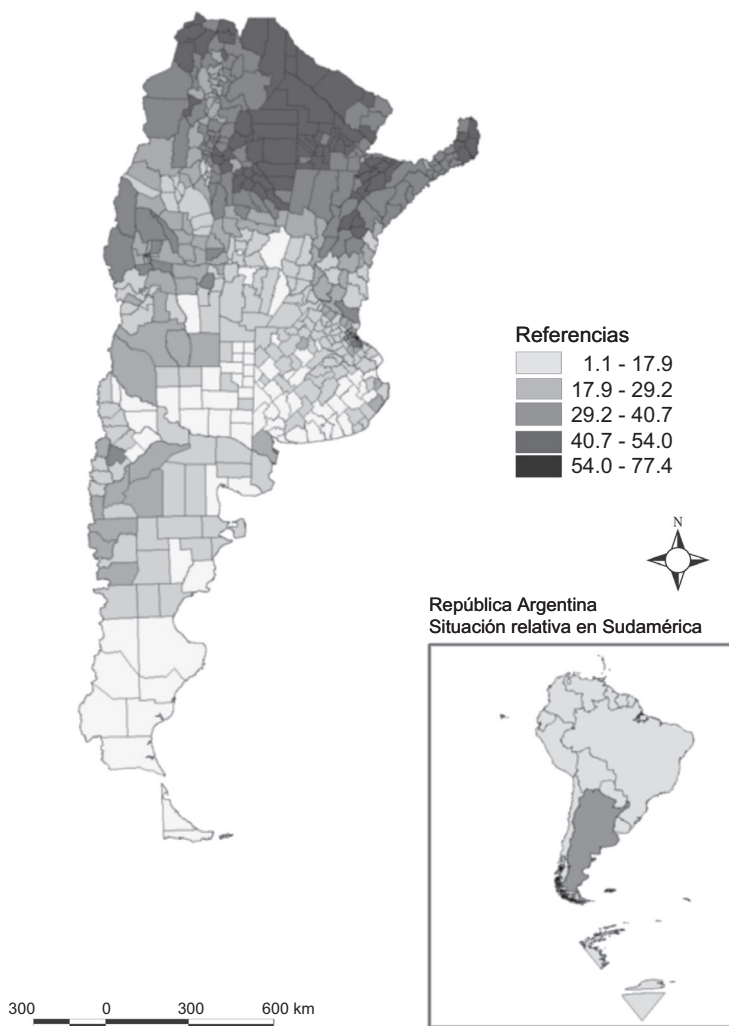 Referencias
1.1 - 17.9
17.9 - 29.2
29.2 - 40.7
40.7 - 54.0
54.0 - 77.4
N
República Argentina
Situación relativa en Sudamérica
300 0 300 600 km